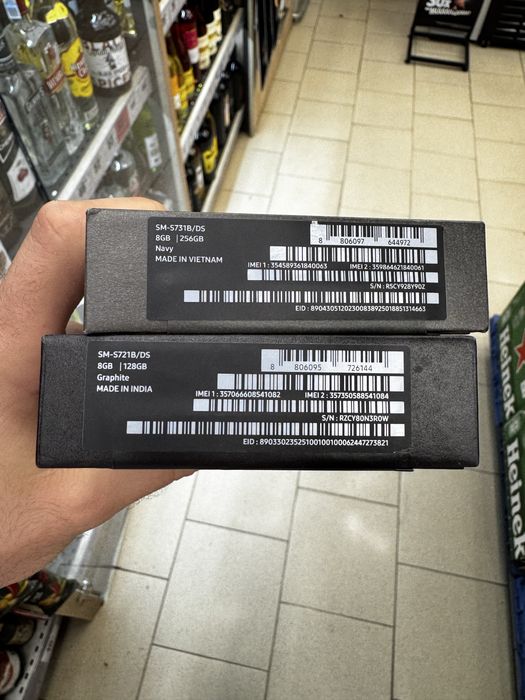 SM-S731B/DS
8GB | 256GB
Navy
MADE IN VIETNAM
8 806097 644972
IMEI 1 : 354589361840063 IMEI 2 : 359864621840061
S/N : R5CY928Y90Z
EID : 89043051202300838925018851314663
SM-S721B/DS
8GB | 128GB
Graphite
MADE IN INDIA
8 806095 726144
IMEI 1 : 357066608541082 IMEI 2 : 357350588541084
S/N : RZCY80N3R0W
EID : 89033023525100100100062447273821
Heineken